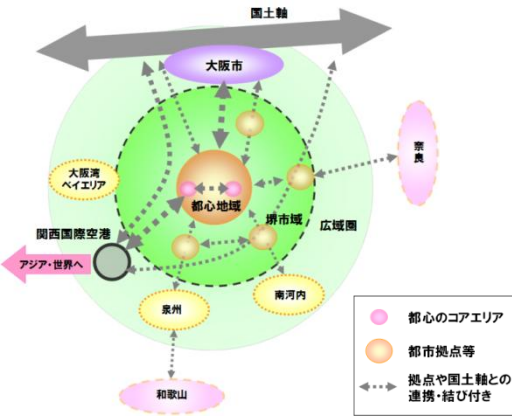 国土軸
大阪市
奈良
大阪湾
ベイエリア
都心地域
堺市域
広域圏
関西国際空港
アジア・世界へ
泉州
南河内
和歌山
都心のコアエリア
都市拠点等
拠点や国土軸との
連携・結び付き